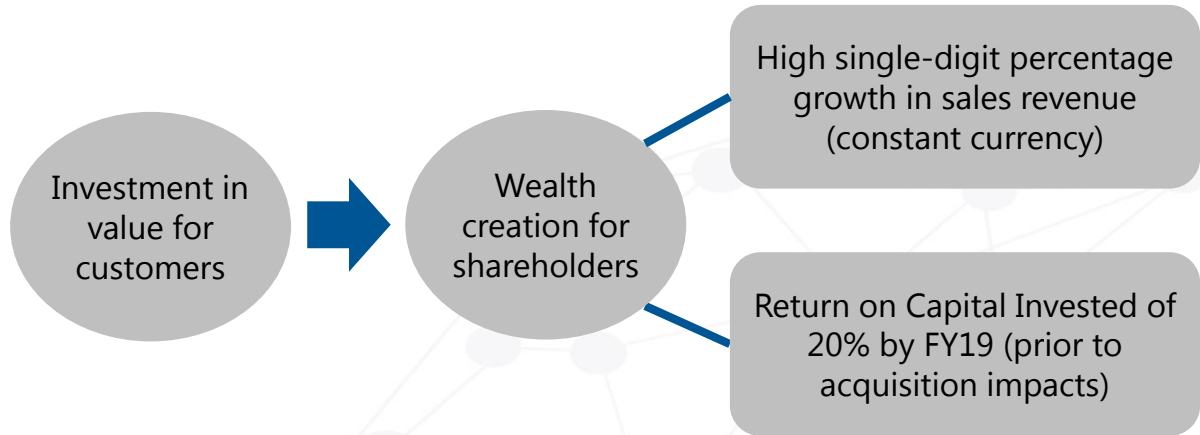 Investment in
value for
customers
Wealth
creation for
shareholders
High single-digit percentage
growth in sales revenue
(constant currency)
Return on Capital Invested of
20% by FY19 (prior to
acquisition impacts)